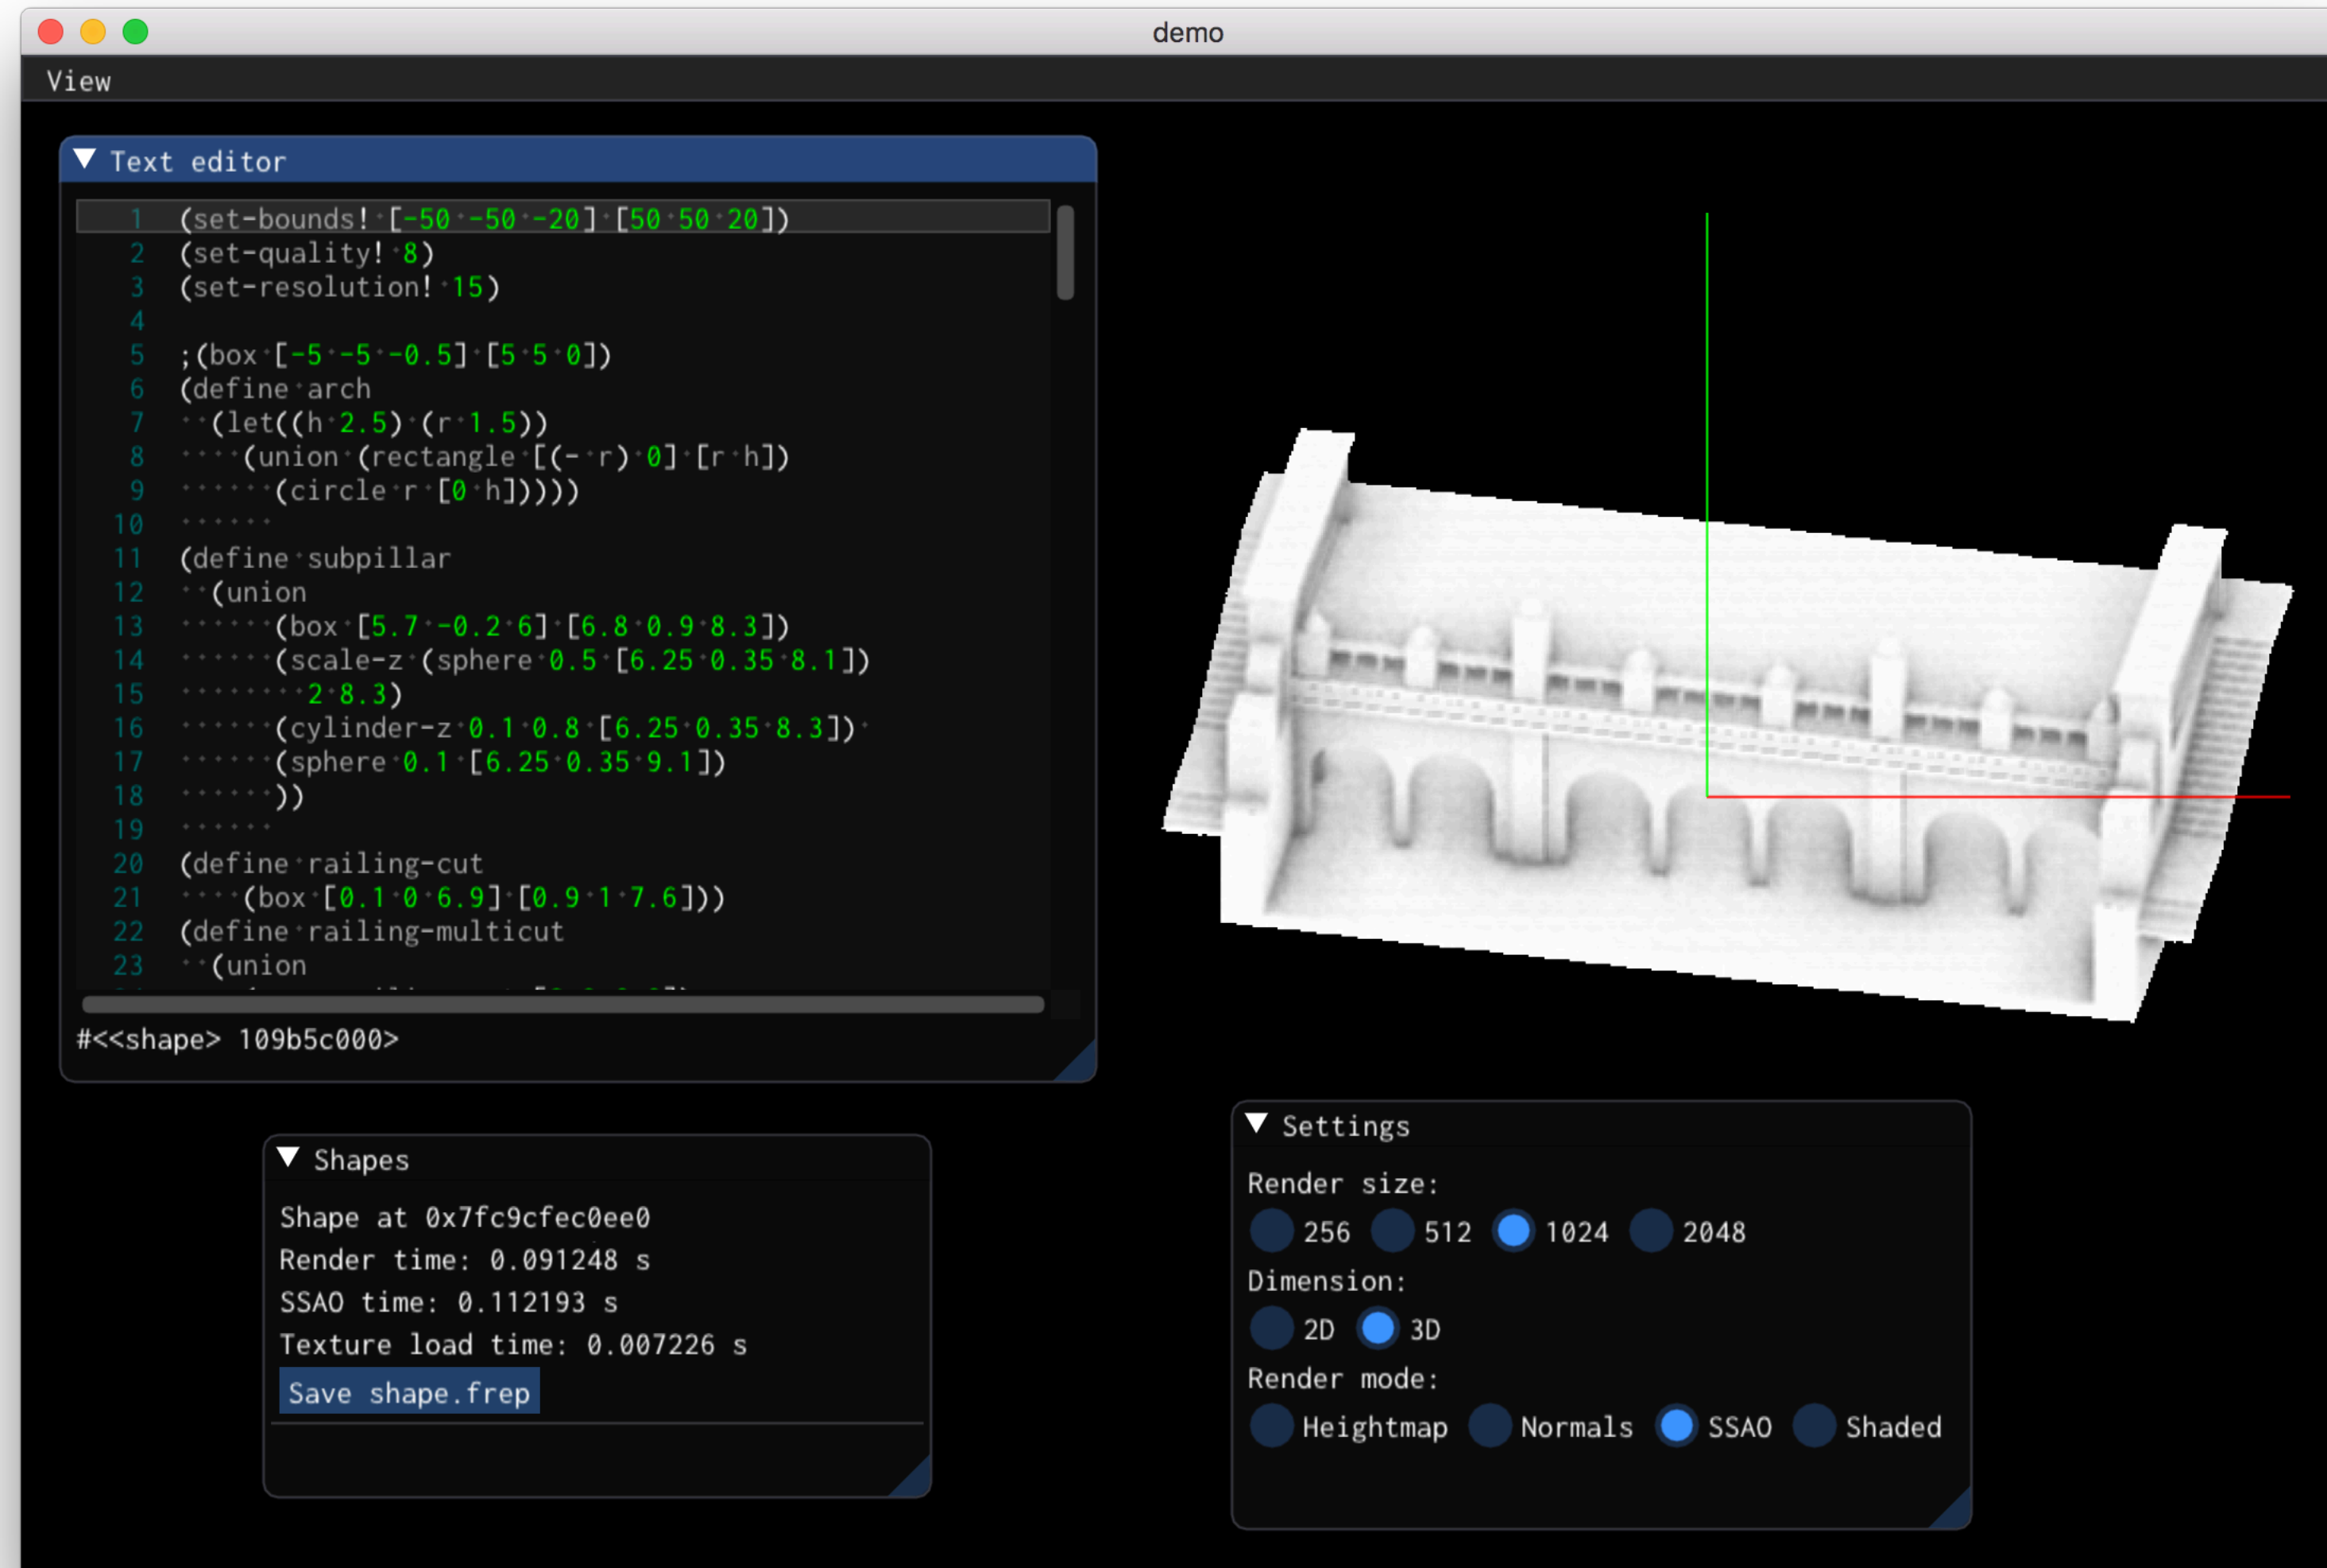 demo
View
Text editor
1 (set-bounds! [-50 -50 -20] [50 50 20])
2 (set-quality! 8)
3 (set-resolution! 15)
4
5 ;(box [-5 -5 -0.5] [5 5 0])
6 (define arch
7   (let((h 2.5) (r 1.5))
8     (union (rectangle [(- r) 0] [r h])
9       (circle r [0 h]))))
10
11 (define subpillar
12   (union
13       (box [5.7 -0.2 6] [6.8 0.9 8.3])
14       (scale-z (sphere 0.5 [6.25 0.35 8.1])
15         2 8.3)
16       (cylinder-z 0.1 0.8 [6.25 0.35 8.3])
17       (sphere 0.1 [6.25 0.35 9.1])
18       ))
19
20 (define railing-cut
21     (box [0.1 0 6.9] [0.9 1 7.6]))
22 (define railing-multicut
23   (union
#<<shape> 109b5c000>
Shapes
Shape at 0x7fc9cfec0ee0
Render time: 0.091248 s
SSAO time: 0.112193 s
Texture load time: 0.007226 s
Save shape.frep
Settings
Render size:
256 512 1024 2048
Dimension:
2D 3D
Render mode:
Heightmap Normals SSAO Shaded